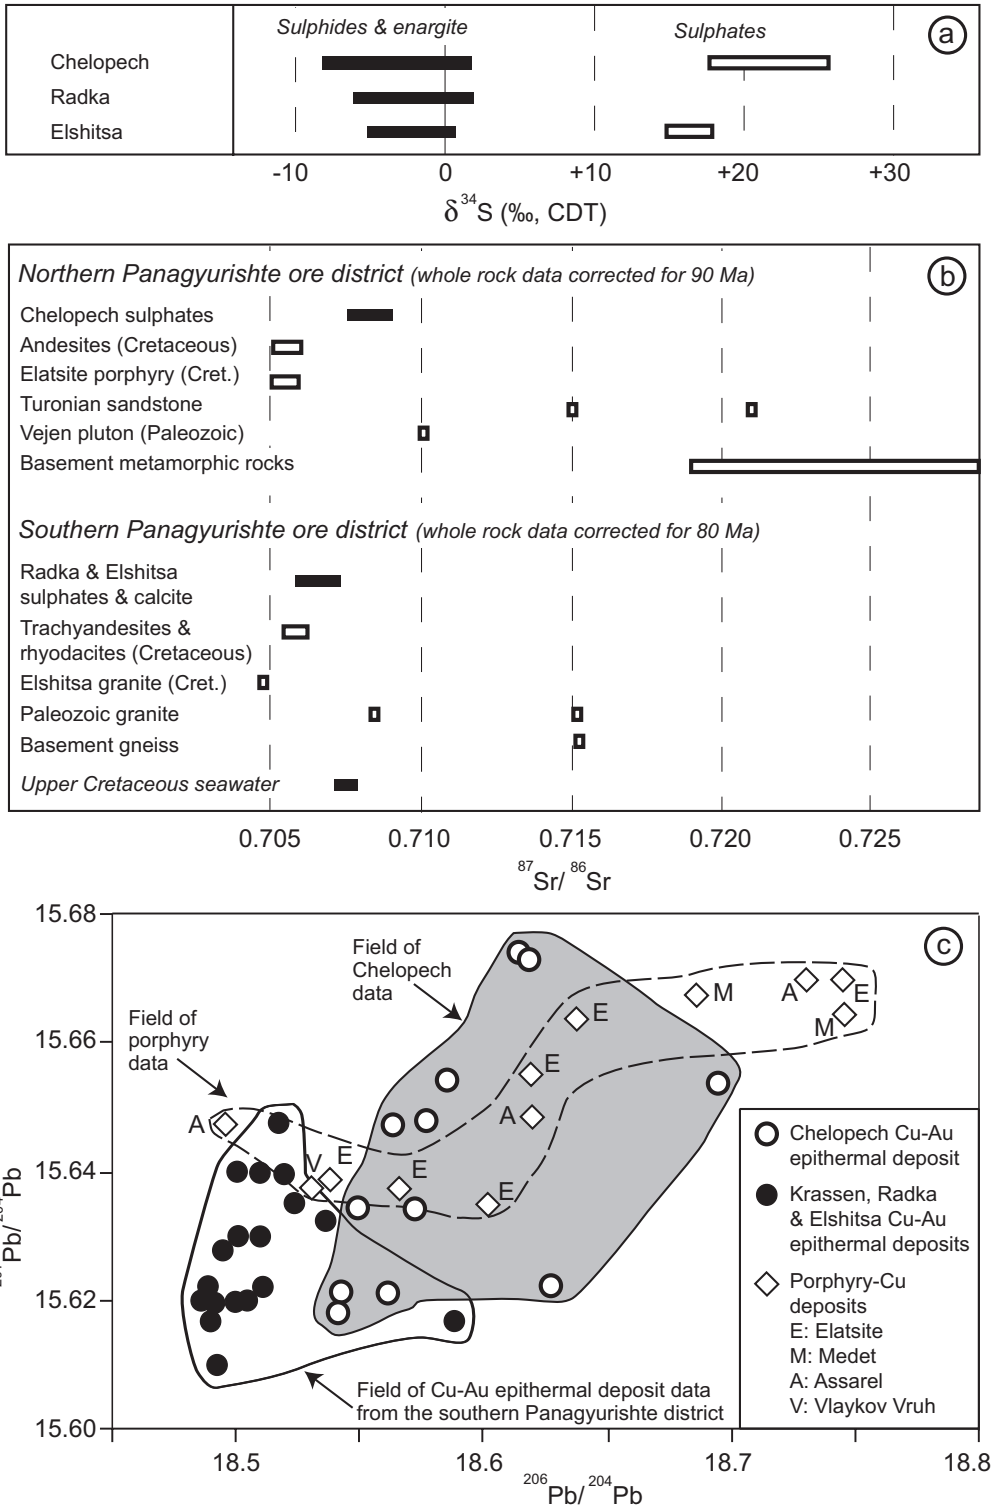 Sulphides & enargite
Sulphates
a
Chelopech
Radka
Elshitsa
-10 0 +10 +20 +30
δ³⁴S (‰, CDT)
Northern Panagyurishte ore district (whole rock data corrected for 90 Ma)
b
Chelopech sulphates
Andesites (Cretaceous)
Elatsite porphyry (Cret.)
Turonian sandstone
Vejen pluton (Paleozoic)
Basement metamorphic rocks
Southern Panagyurishte ore district (whole rock data corrected for 80 Ma)
Radka & Elshitsa
sulphates & calcite
Trachyandesites &
rhyodacites (Cretaceous)
Elshitsa granite (Cret.)
Paleozoic granite
Basement gneiss
Upper Cretaceous seawater
0.705 0.710 0.715 0.720 0.725
⁸⁷Sr/ ⁸⁶Sr
15.68
15.66
15.64
15.62
15.60
Pb/ ²⁰⁴Pb
c
Field of
Chelopech
data
Field of
porphyry
data
A
V
E
E
E
A
E
E
M
A
E
M
Field of Cu-Au epithermal deposit data
from the southern Panagyurishte district
Chelopech Cu-Au
epithermal deposit
Krassen, Radka
& Elshitsa Cu-Au
epithermal deposits
Porphyry-Cu
deposits
E: Elatsite
M: Medet
A: Assarel
V: Vlaykov Vruh
18.5 18.6 18.7 18.8
²⁰⁶Pb/ ²⁰⁴Pb